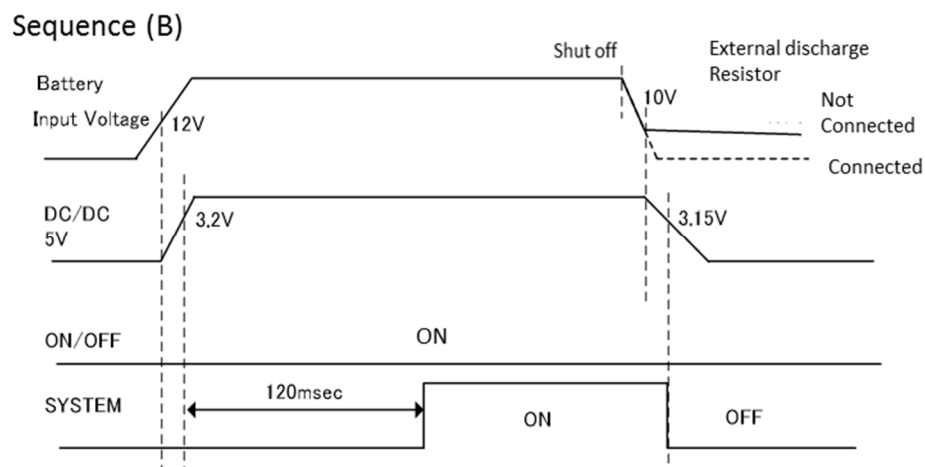 Sequence (B)
Shut off
External discharge
Resistor
Battery
Input Voltage
12V
10V
Not
Connected
Connected
DC/DC
5V
3.2V
3.15V
ON/OFF
ON
SYSTEM
120msec
ON
OFF